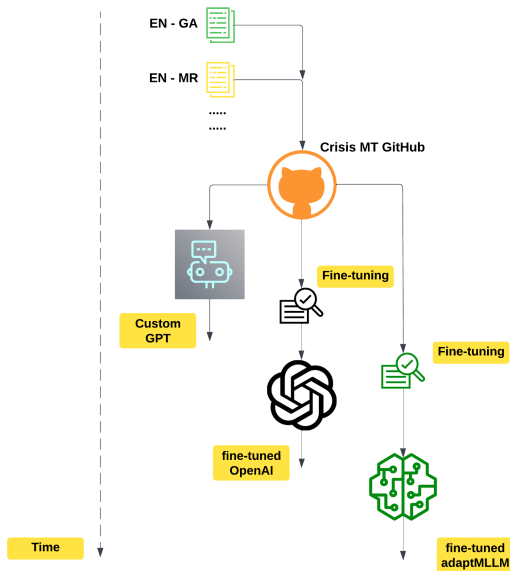 EN - GA
EN - MR
.....
.....
Crisis MT GitHub
Fine-tuning
Custom
GPT
Fine-tuning
fine-tuned
OpenAI
Time
fine-tuned
adaptMLLM